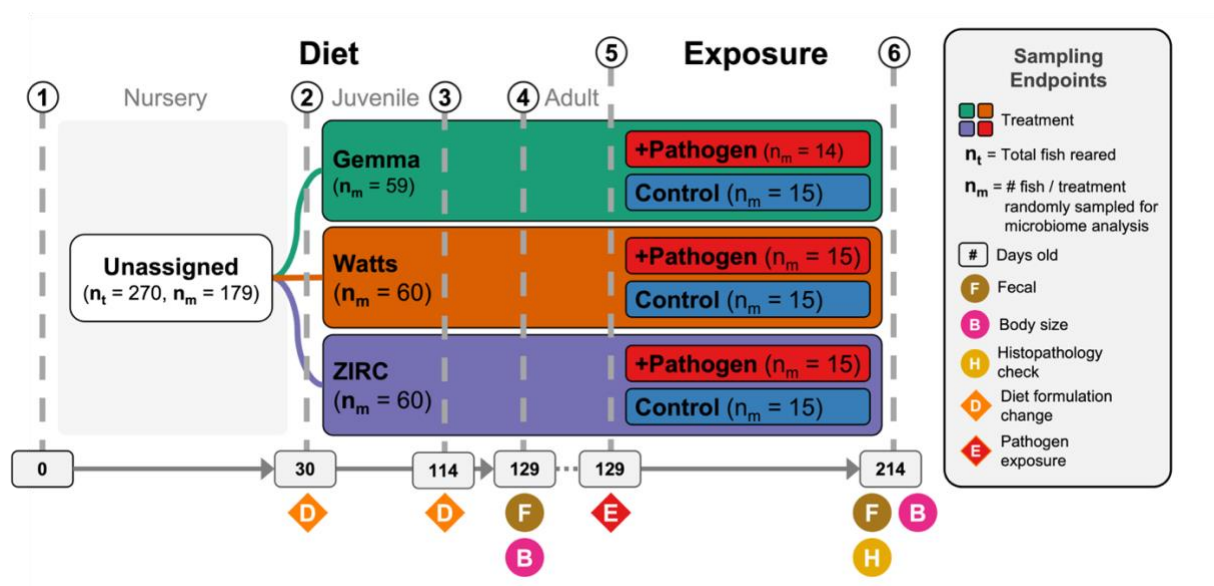 Diet
Exposure
1
Nursery
2
Juvenile
3
4
Adult
5
6
Unassigned
(nt = 270, nm = 179)
Gemma
(nm = 59)
+Pathogen (nm = 14)
Control (nm = 15)
Watts
(nm = 60)
+Pathogen (nm = 15)
Control (nm = 15)
ZIRC
(nm = 60)
+Pathogen (nm = 15)
Control (nm = 15)
0
30
114
129
129
214
D
D
F
B
E
F
B
H
Sampling
Endpoints
Treatment
nt = Total fish reared
nm = # fish / treatment
randomly sampled for
microbiome analysis
# Days old
F Fecal
B Body size
H Histopathology
check
D Diet formulation
change
E Pathogen
exposure